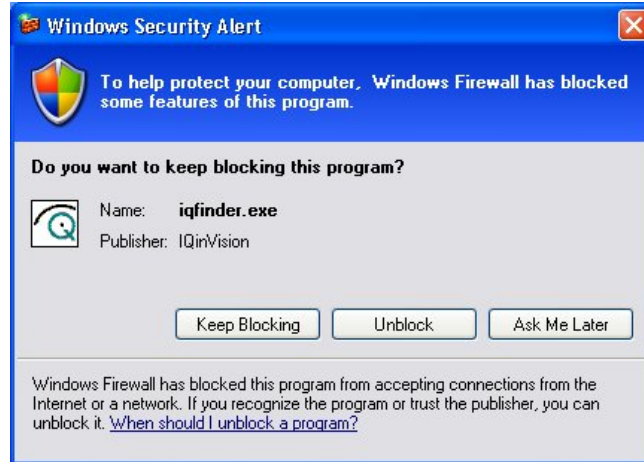 Windows Security Alert
To help protect your computer, Windows Firewall has blocked
some features of this program.
Do you want to keep blocking this program?
Name: iqfinder.exe
Publisher: IQinVision
Keep Blocking Unblock Ask Me Later
Windows Firewall has blocked this program from accepting connections from the
Internet or a network. If you recognize the program or trust the publisher, you can
unblock it. When should I unblock a program?